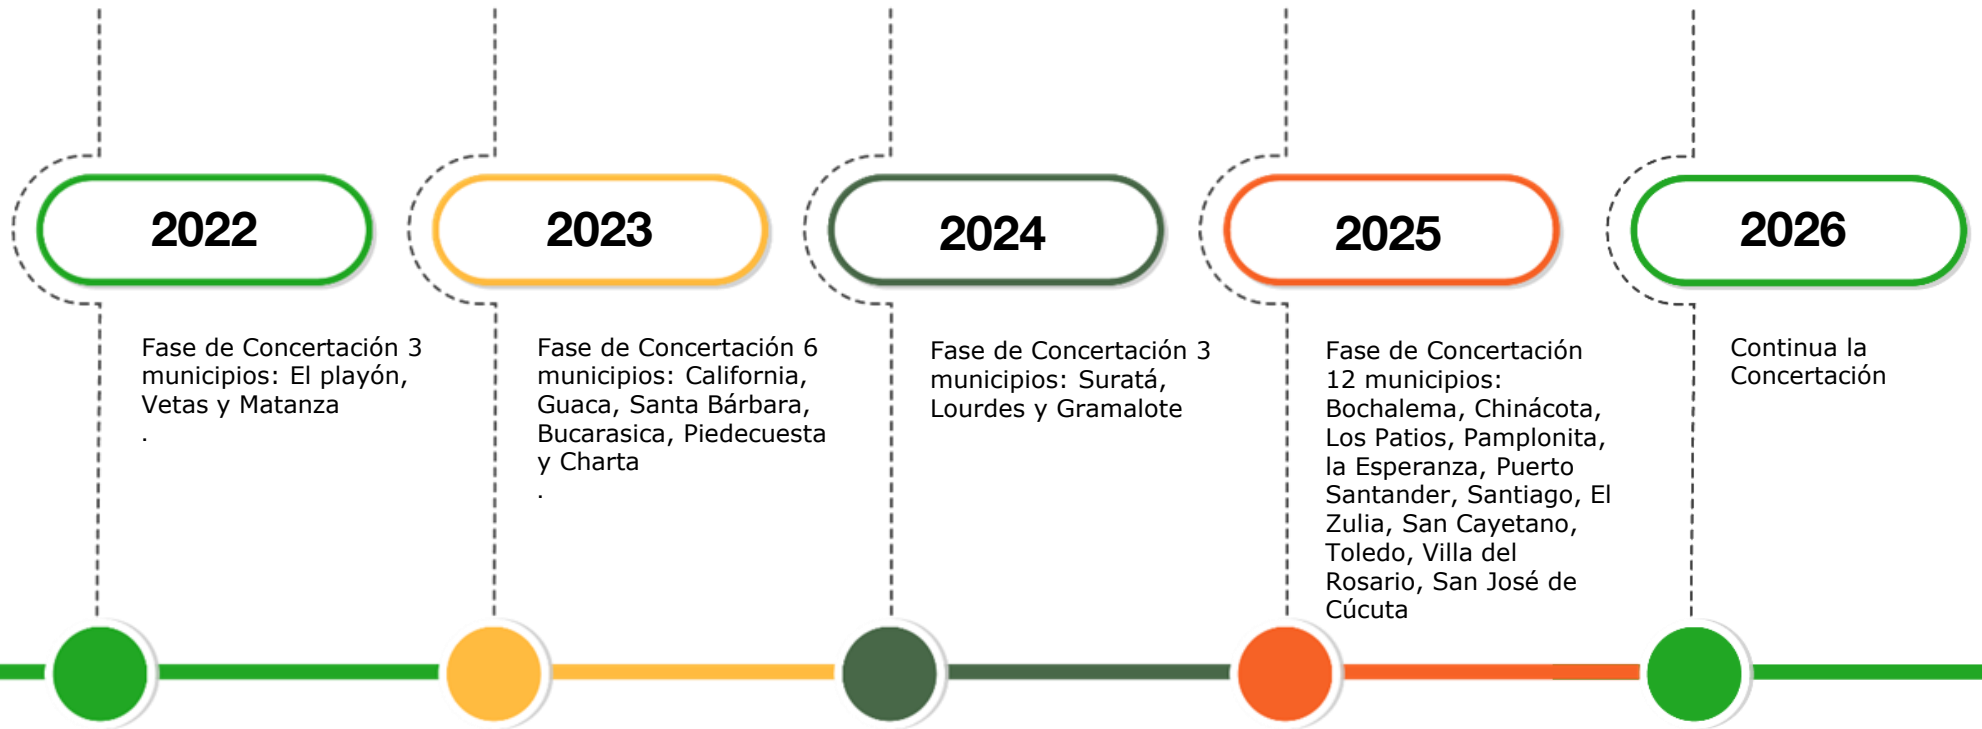 2022
Fase de Concertación 3
municipios: El playón,
Vetas y Matanza
.
2023
Fase de Concertación 6
municipios: California,
Guaca, Santa Bárbara,
Bucarasica, Piedecuesta
y Charta
.
2024
Fase de Concertación 3
municipios: Suratá,
Lourdes y Gramalote
2025
Fase de Concertación
12 municipios:
Bochalema, Chinácota,
Los Patios, Pamplonita,
la Esperanza, Puerto
Santander, Santiago, El
Zulia, San Cayetano,
Toledo, Villa del
Rosario, San José de
Cúcuta
2026
Continua la
Concertación